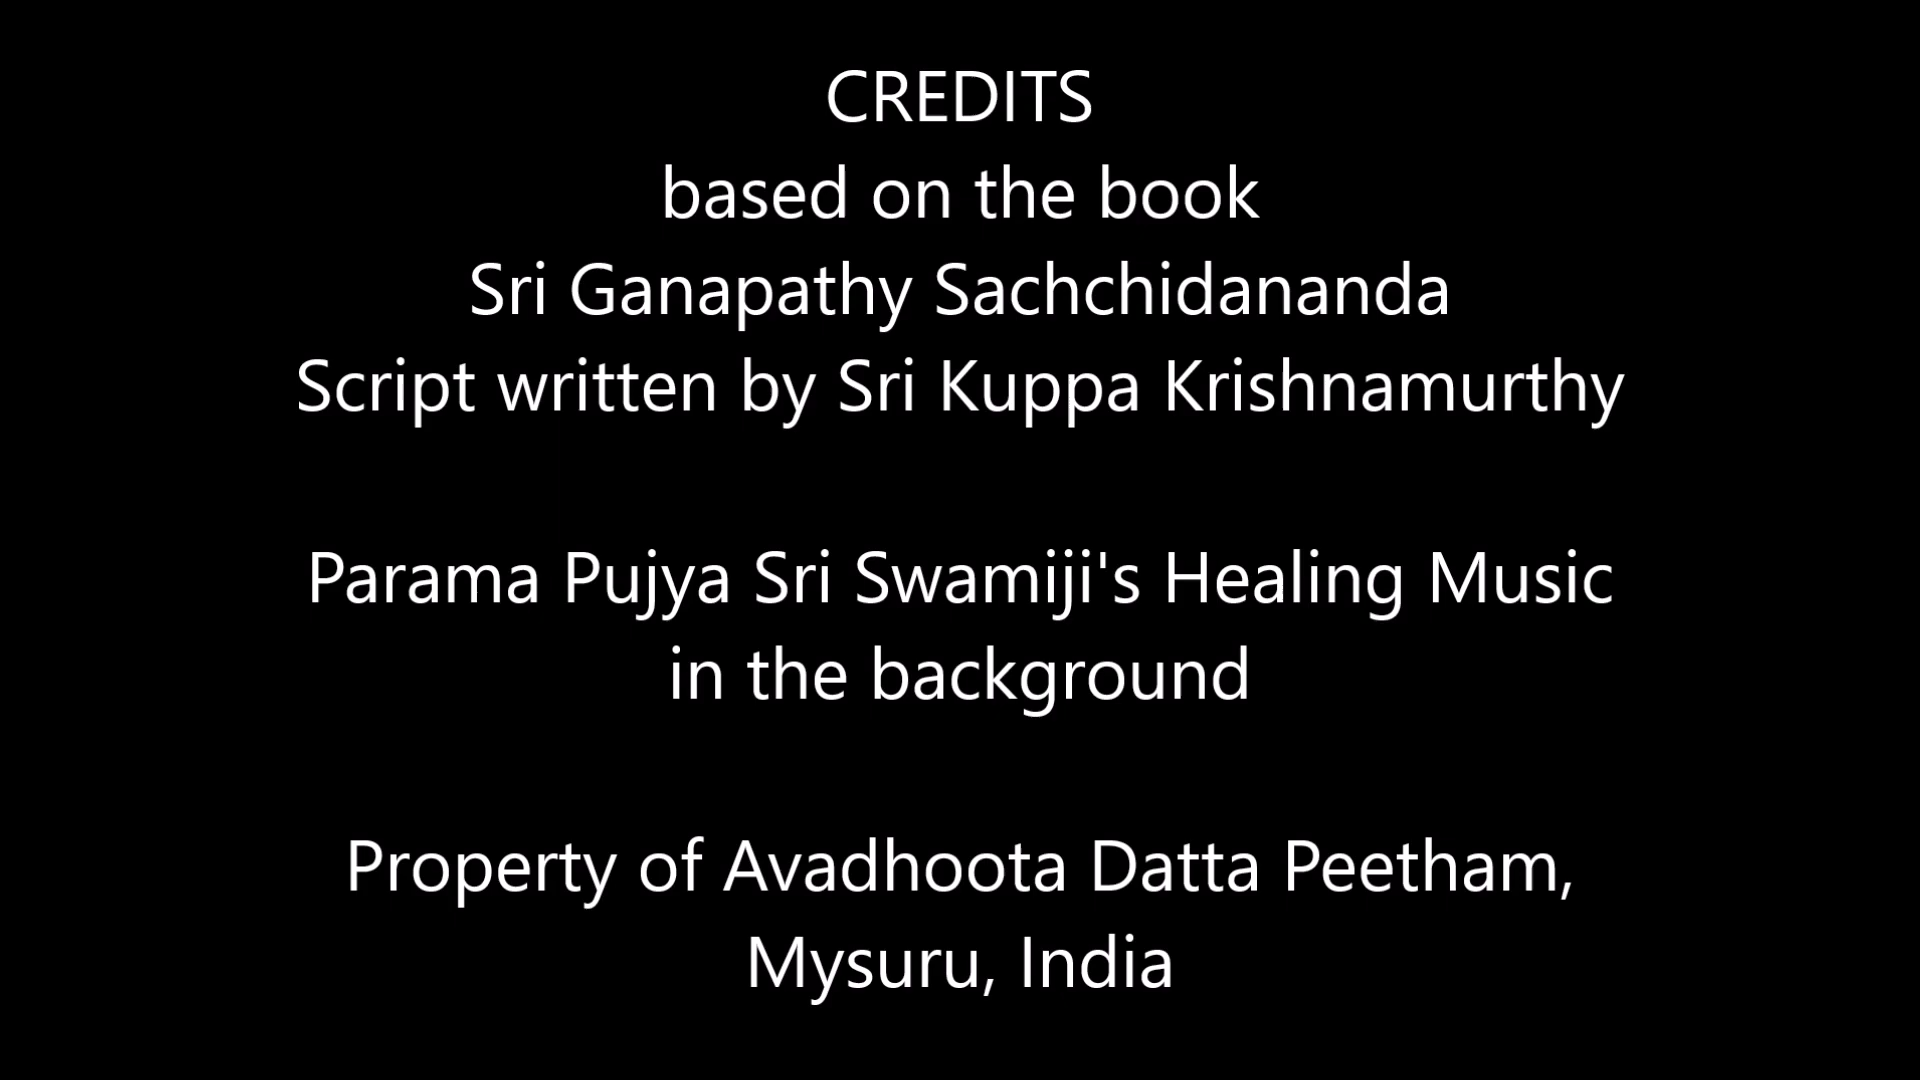 CREDITS
based on the book
Sri Ganapathy Sachchidananda
Script written by Sri Kuppa Krishnamurthy
Parama Pujya Sri Swamiji's Healing Music
in the background
Property of Avadhoota Datta Peetham,
Mysuru, India